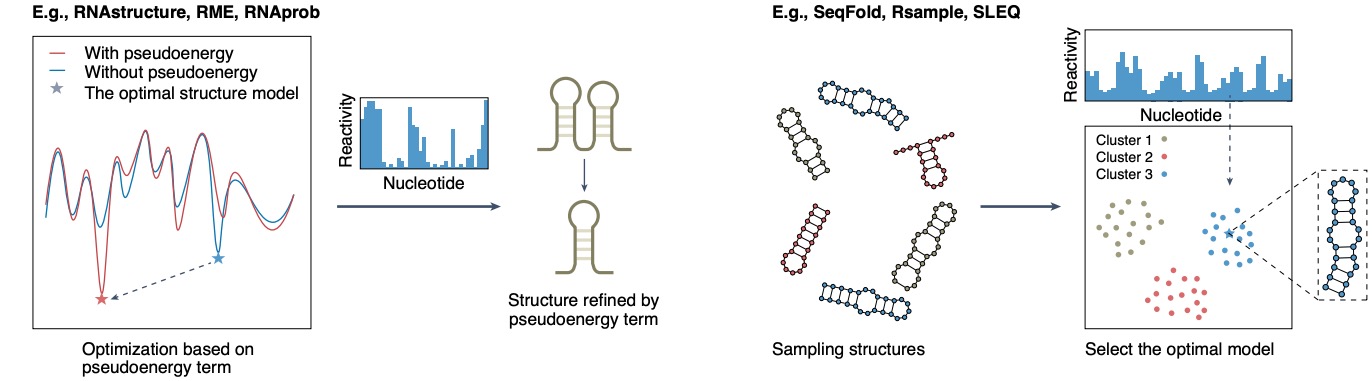 E.g., RNAstructure, RME, RNAprob
With pseudoenergy
Without pseudoenergy
The optimal structure model
Optimization based on
pseudoenergy term
Reactivity
Nucleotide
Structure refined by
pseudoenergy term
E.g., SeqFold, Rsample, SLEQ
Sampling structures
Reactivity
Nucleotide
Cluster 1
Cluster 2
Cluster 3
Select the optimal model